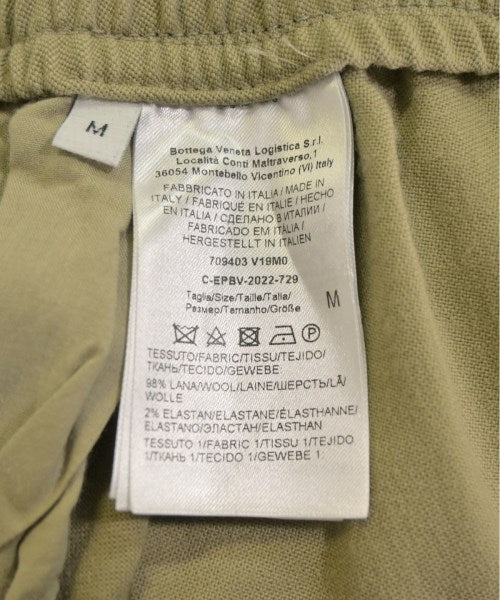 M
Bottega Veneta Logistica S.r.l.
Località Conti Maltraverso,1
36054 Montebello Vicentino (VI) Italy
FABBRICATO IN ITALIA / MADE IN
ITALY / FABRIQUÉ EN ITALIE / HECHO
EN ITALIA / СДЕЛАНО В ИТАЛИИ /
FABRICADO EM ITÁLIA /
HERGESTELLT IN ITALIEN
709403 V19M0
C-EPBV-2022-729
Taglia/Size/Taille/Talla/
Размер/Tamanho/Größe
M
P
TESSUTO/FABRIC/TISSU/TEJIDO/
ТКАНЬ/TECIDO/GEWEBE
98% LANA/WOOL/LAINE/ШЕРСТЬ/LÃ/
WOLLE
2% ELASTAN/ELASTANE/ÉLASTHANNE/
ELASTANO/ЭЛАСТАН/ELASTHAN
TESSUTO 1/FABRIC 1/TISSU 1/TEJIDO
1/ТКАНЬ 1/TECIDO 1/GEWEBE 1: